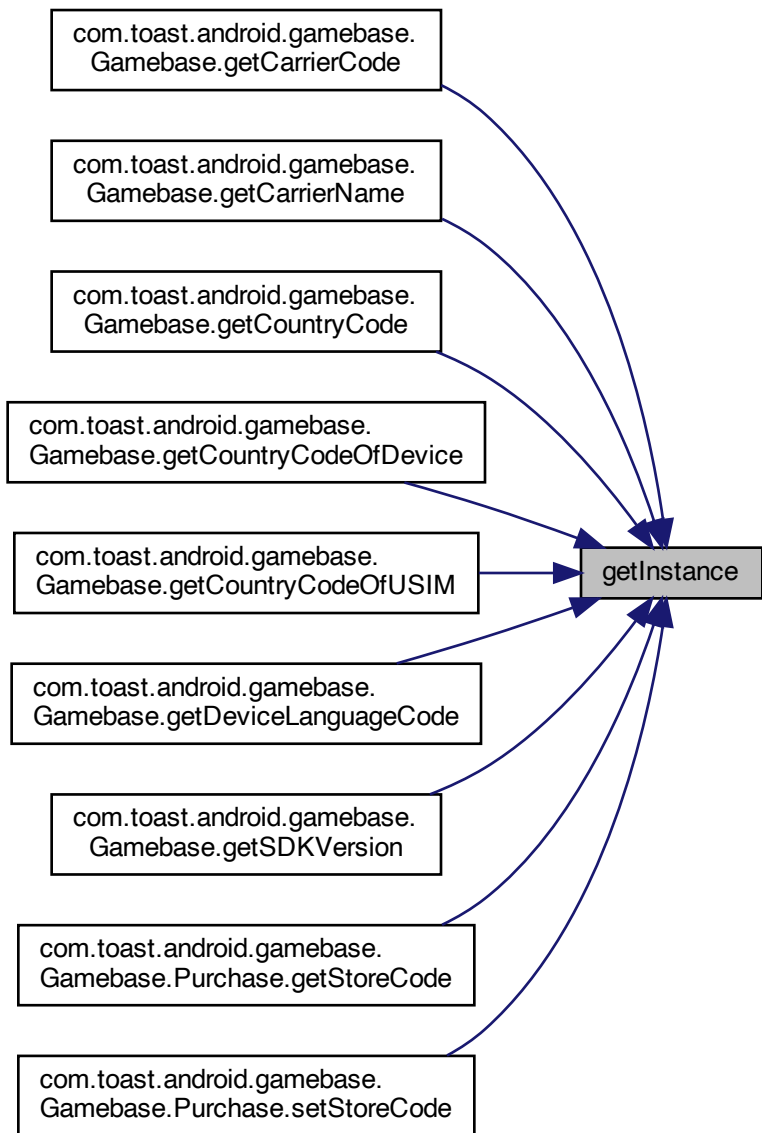 com.toast.android.gamebase.
Gamebase.getCarrierCode
com.toast.android.gamebase.
Gamebase.getCarrierName
com.toast.android.gamebase.
Gamebase.getCountryCode
com.toast.android.gamebase.
Gamebase.getCountryCodeOfDevice
com.toast.android.gamebase.
Gamebase.getCountryCodeOfUSIM
getInstance
com.toast.android.gamebase.
Gamebase.getDeviceLanguageCode
com.toast.android.gamebase.
Gamebase.getSDKVersion
com.toast.android.gamebase.
Gamebase.Purchase.getStoreCode
com.toast.android.gamebase.
Gamebase.Purchase.setStoreCode